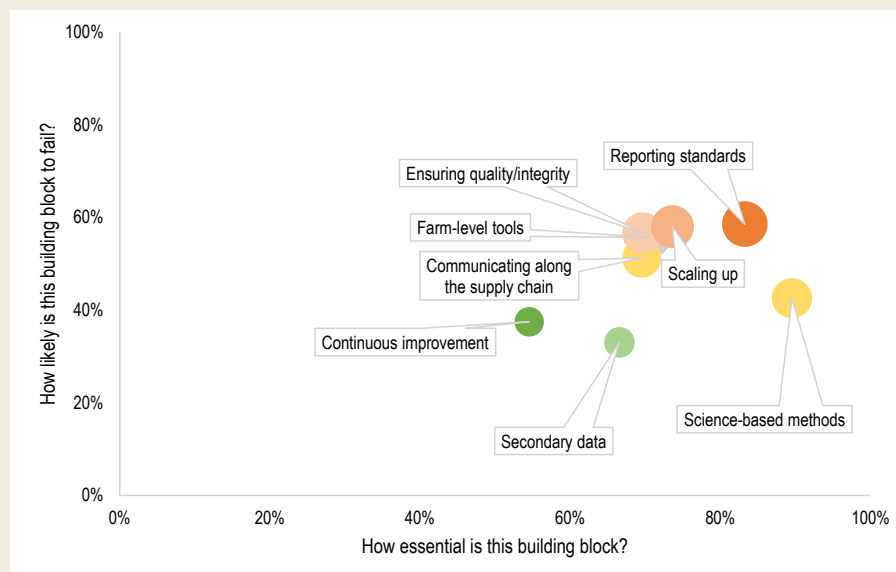 100%
80%
60%
40%
20%
0%
How likely is this building block to fail?
Reporting standards
Ensuring quality/integrity
Farm-level tools
Communicating along
the supply chain
Scaling up
Continuous improvement
Science-based methods
Secondary data
0%
20%
40%
60%
80%
100%
How essential is this building block?